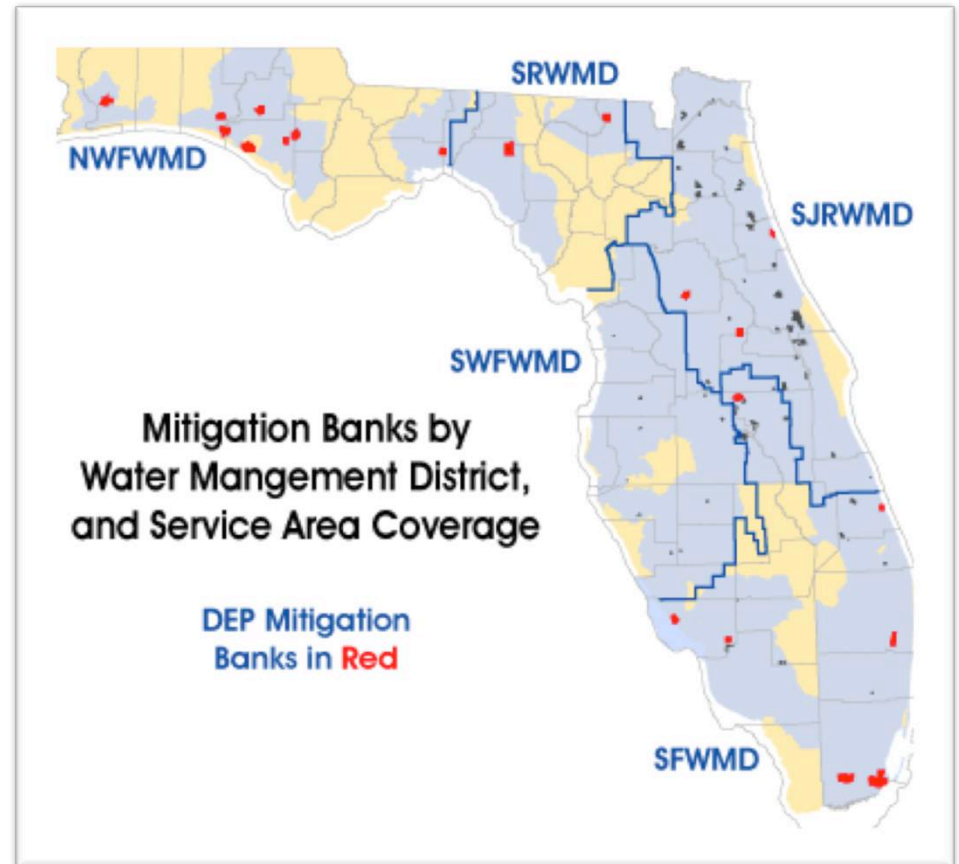 SRWMD
NWFWMD
SJRWMD
SWFWMD
Mitigation Banks by
Water Mangement District,
and Service Area Coverage
DEP Mitigation
Banks in Red
SFWMD